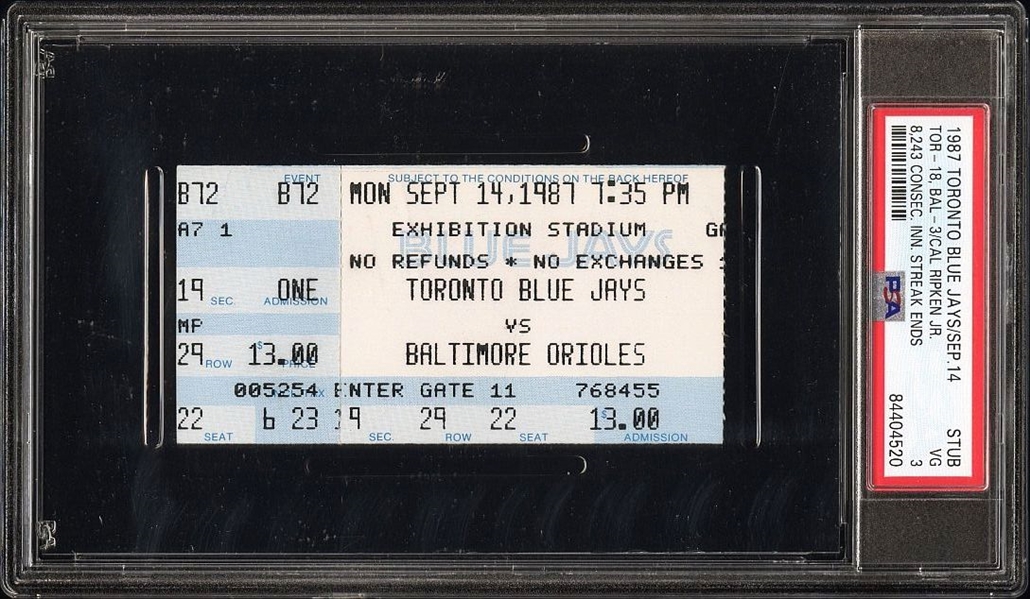 EVENT SUBJECT TO THE CONDITIONS ON THE BACK HEREOF
B72 B72 MON SEPT 14,1987 7:35 PM
A7 1 EXHIBITION STADIUM
BLUE JAYS
NO REFUNDS * NO EXCHANGES
19 SEC ONE ADMISSION TORONTO BLUE JAYS
MP VS
29 ROW $13.00 PRICE BALTIMORE ORIOLES
005254 ENTER GATE 11 768455
22 6 23 19 29 22 $13.00
SEAT SEC. ROW SEAT ADMISSION
1987 TORONTO BLUE JAYS/SEP.14 STUB
TOR-18, BAL-3/CAL RIPKEN JR. VG
8,243 CONSEC. INN. STREAK ENDS 3
84404520
PSA